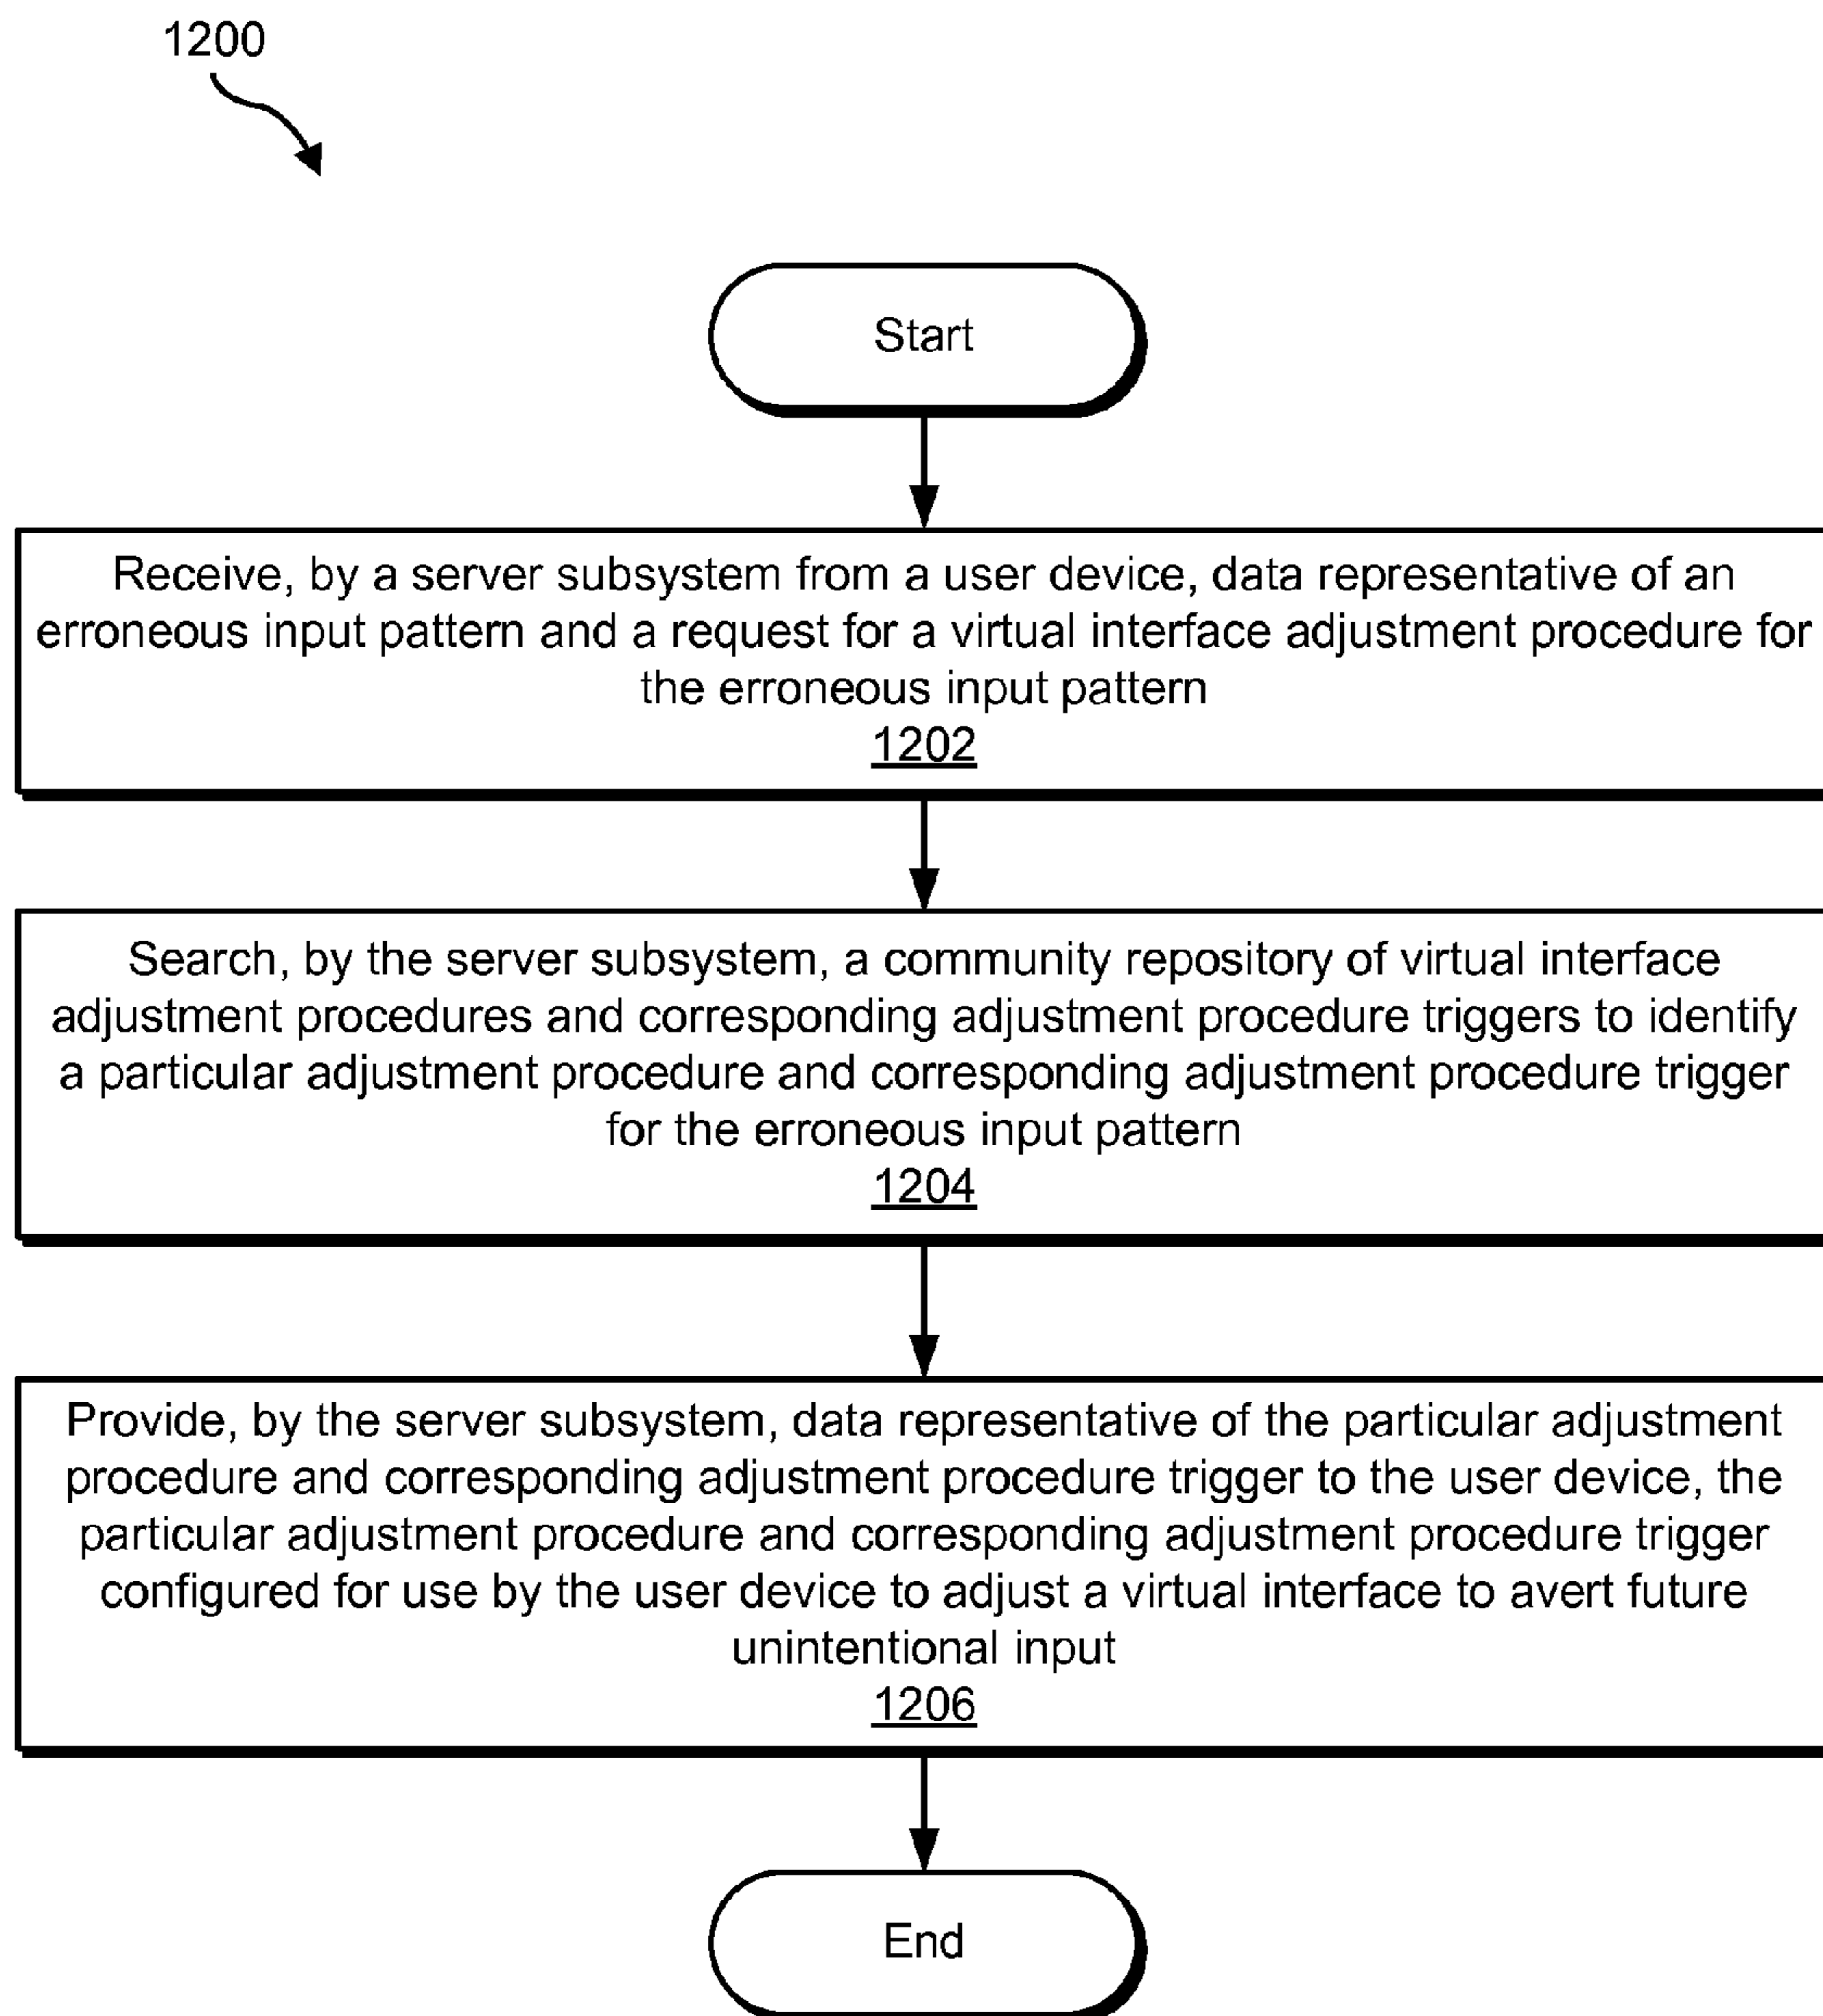 1200
Start
Receive, by a server subsystem from a user device, data representative of an
erroneous input pattern and a request for a virtual interface adjustment procedure for
the erroneous input pattern
1202
Search, by the server subsystem, a community repository of virtual interface
adjustment procedures and corresponding adjustment procedure triggers to identify
a particular adjustment procedure and corresponding adjustment procedure trigger
for the erroneous input pattern
1204
Provide, by the server subsystem, data representative of the particular adjustment
procedure and corresponding adjustment procedure trigger to the user device, the
particular adjustment procedure and corresponding adjustment procedure trigger
configured for use by the user device to adjust a virtual interface to avert future
unintentional input
1206
End